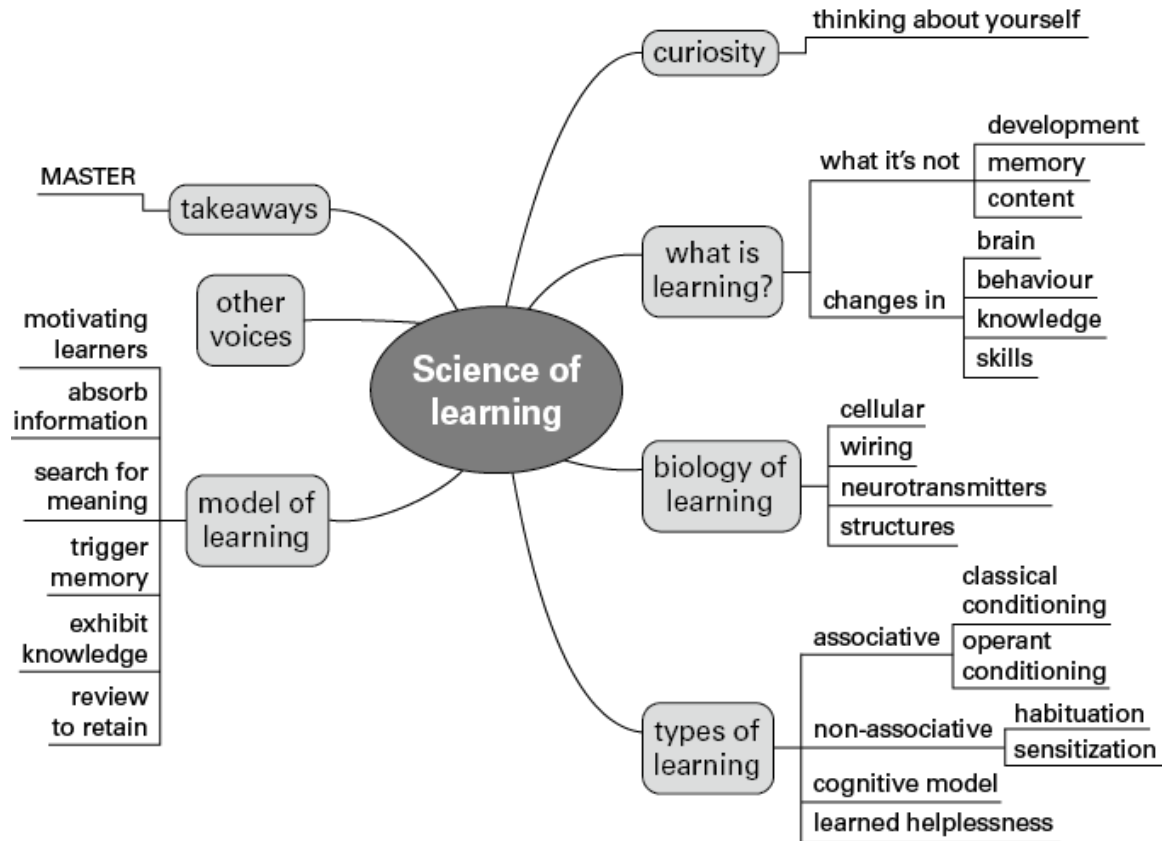 thinking about yourself
curiosity
development
what it's not
memory
content
what is
learning?
brain
behaviour
changes in
knowledge
skills
cellular
wiring
biology of
learning
neurotransmitters
structures
classical
conditioning
associative
operant
conditioning
types of
learning
non-associative
habituation
sensitization
cognitive model
learned helplessness
Science of
learning
MASTER
takeaways
other
voices
motivating
learners
absorb
information
search for
meaning
model of
learning
trigger
memory
exhibit
knowledge
review
to retain